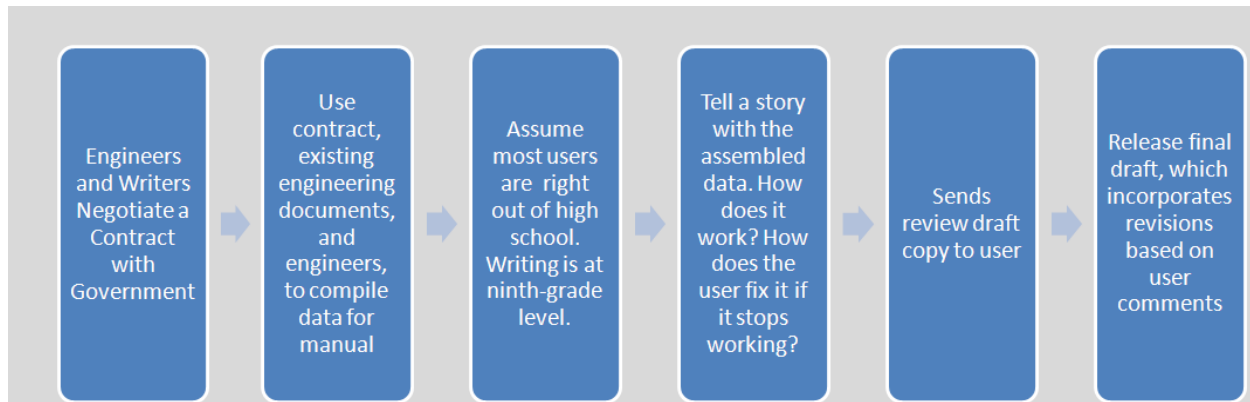 Engineers
and Writers
Negotiate a
Contract
with
Government
Use
contract,
existing
engineering
documents,
and
engineers,
to compile
data for
manual
Assume
most users
are right
out of high
school.
Writing is at
ninth-grade
level.
Tell a story
with the
assembled
data. How
does it
work? How
does the
user fix it if
it stops
working?
Sends
review draft
copy to user
Release final
draft, which
incorporates
revisions
based on
user
comments